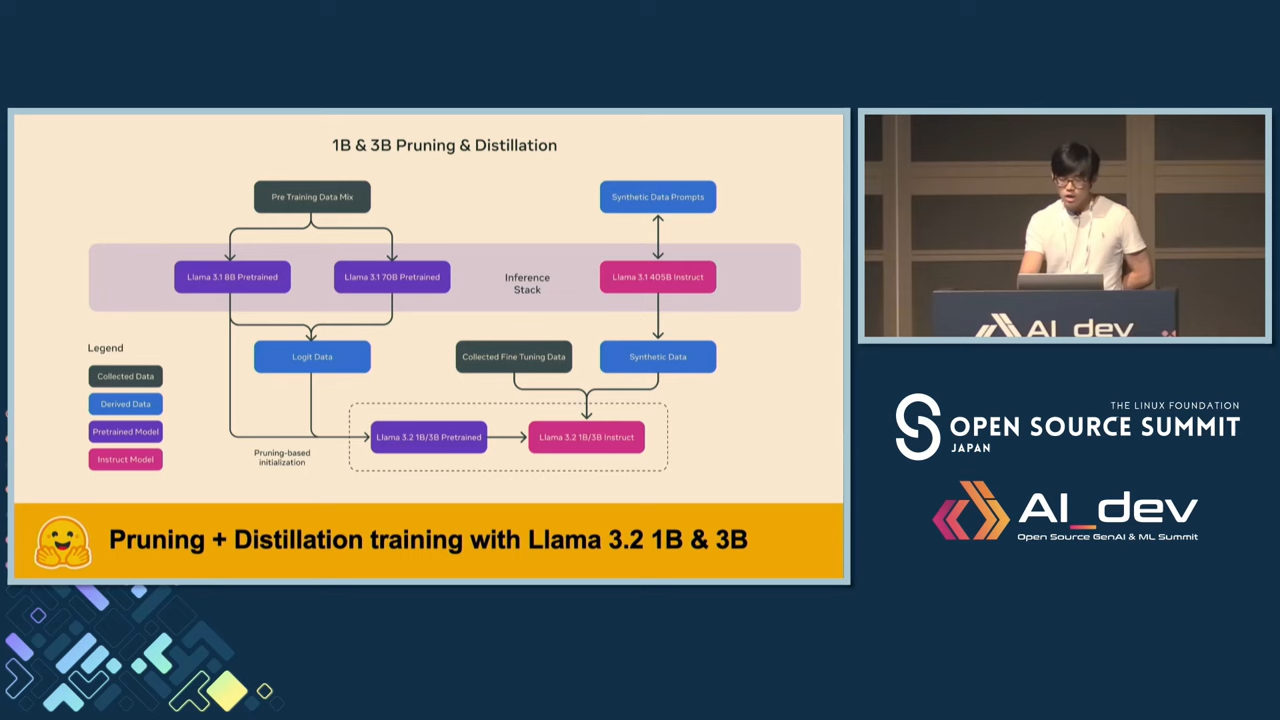 1B & 3B Pruning & Distillation
Pre Training Data Mix
Synthetic Data Prompts
Llama 3.1 8B Pretrained
Llama 3.1 70B Pretrained
Inference
Stack
Llama 3.1 405B Instruct
Legend
Logit Data
Collected Fine Tuning Data
Synthetic Data
Collected Data
Derived Data
Pretrained Model
Instruct Model
Llama 3.2 1B/3B Pretrained
Llama 3.2 1B/3B Instruct
Pruning-based
initialization
Pruning + Distillation training with Llama 3.2 1B & 3B
AI_dev
THE LINUX FOUNDATION
OPEN SOURCE SUMMIT
JAPAN
AI_dev
Open Source GenAI & ML Summit